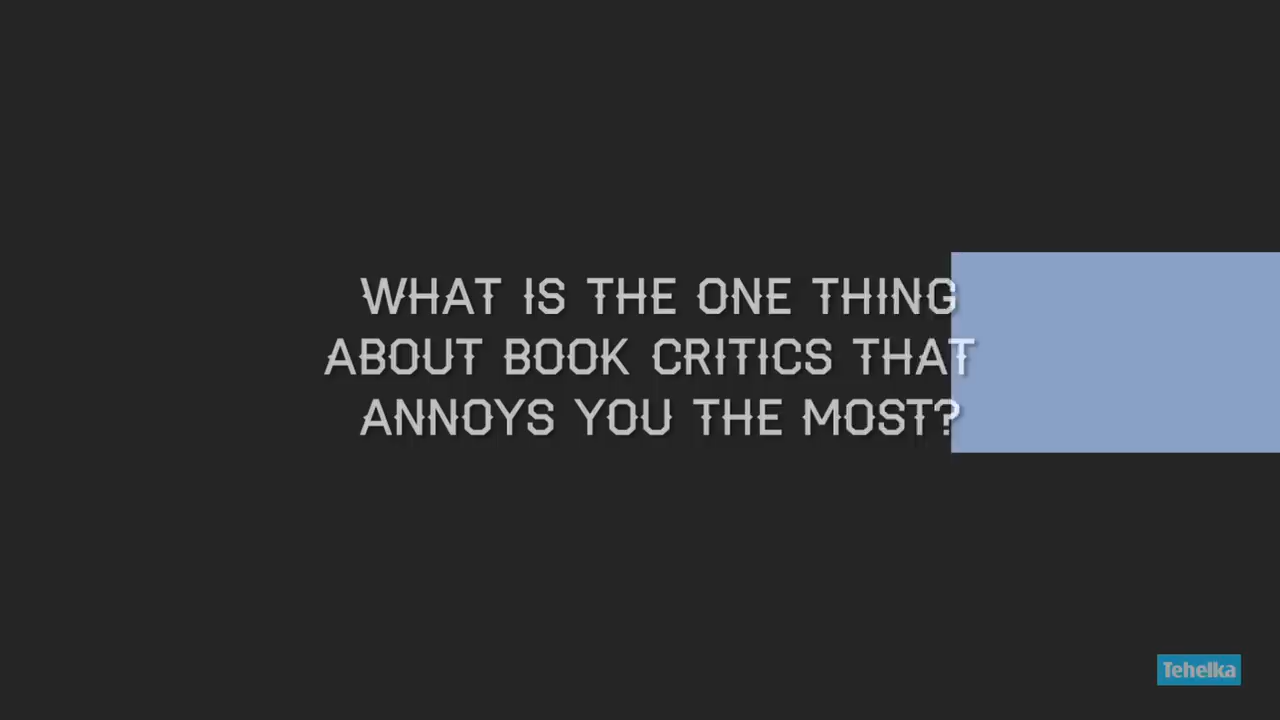 WHAT IS THE ONE THING
ABOUT BOOK CRITICS THAT
ANNOYS YOU THE MOST?
Tehelka